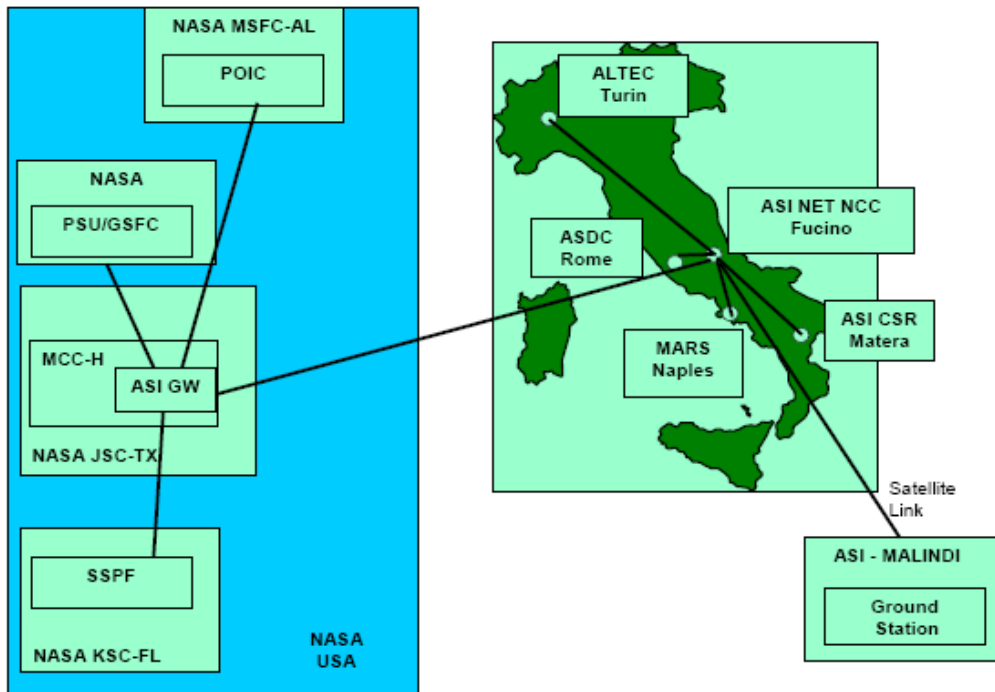 NASA MSFC-AL
POIC
NASA
PSU/GSFC
MCC-H
ASI GW
NASA JSC-TX
SSPF
NASA KSC-FL
NASA
USA
ALTEC
Turin
ASI NET NCC
Fucino
ASDC
Rome
MARS
Naples
ASI CSR
Matera
Satellite
Link
ASI - MALINDI
Ground
Station